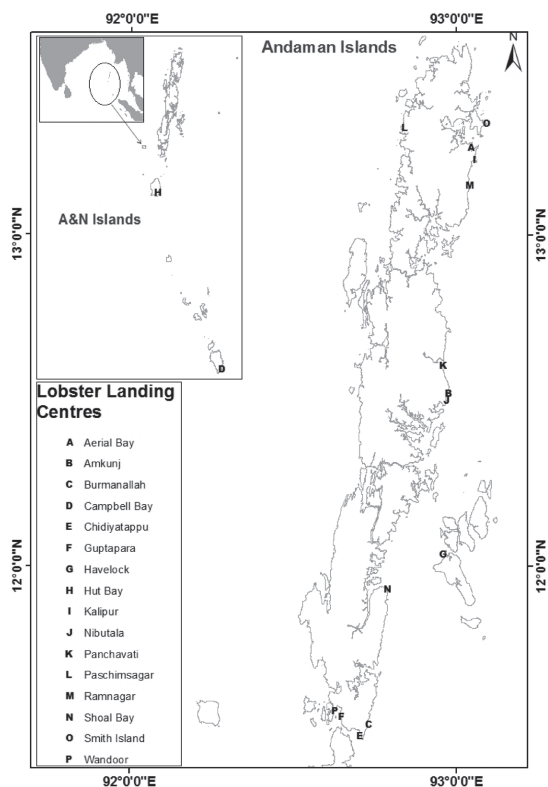 92°0'0"E
93°0'0"E
Andaman Islands
N
A&N Islands
H
D
13°0'0"N
13°0'0"N
12°0'0"N
12°0'0"N
L
O
A
I
M
K
B
J
G
N
P
F
C
E
Lobster Landing
Centres
A Aerial Bay
B Amkunj
C Burmanallah
D Campbell Bay
E Chidiyatappu
F Guptapara
G Havelock
H Hut Bay
I Kalipur
J Nibutala
K Panchavati
L Paschimsagar
M Ramnagar
N Shoal Bay
O Smith Island
P Wandoor
92°0'0"E
93°0'0"E